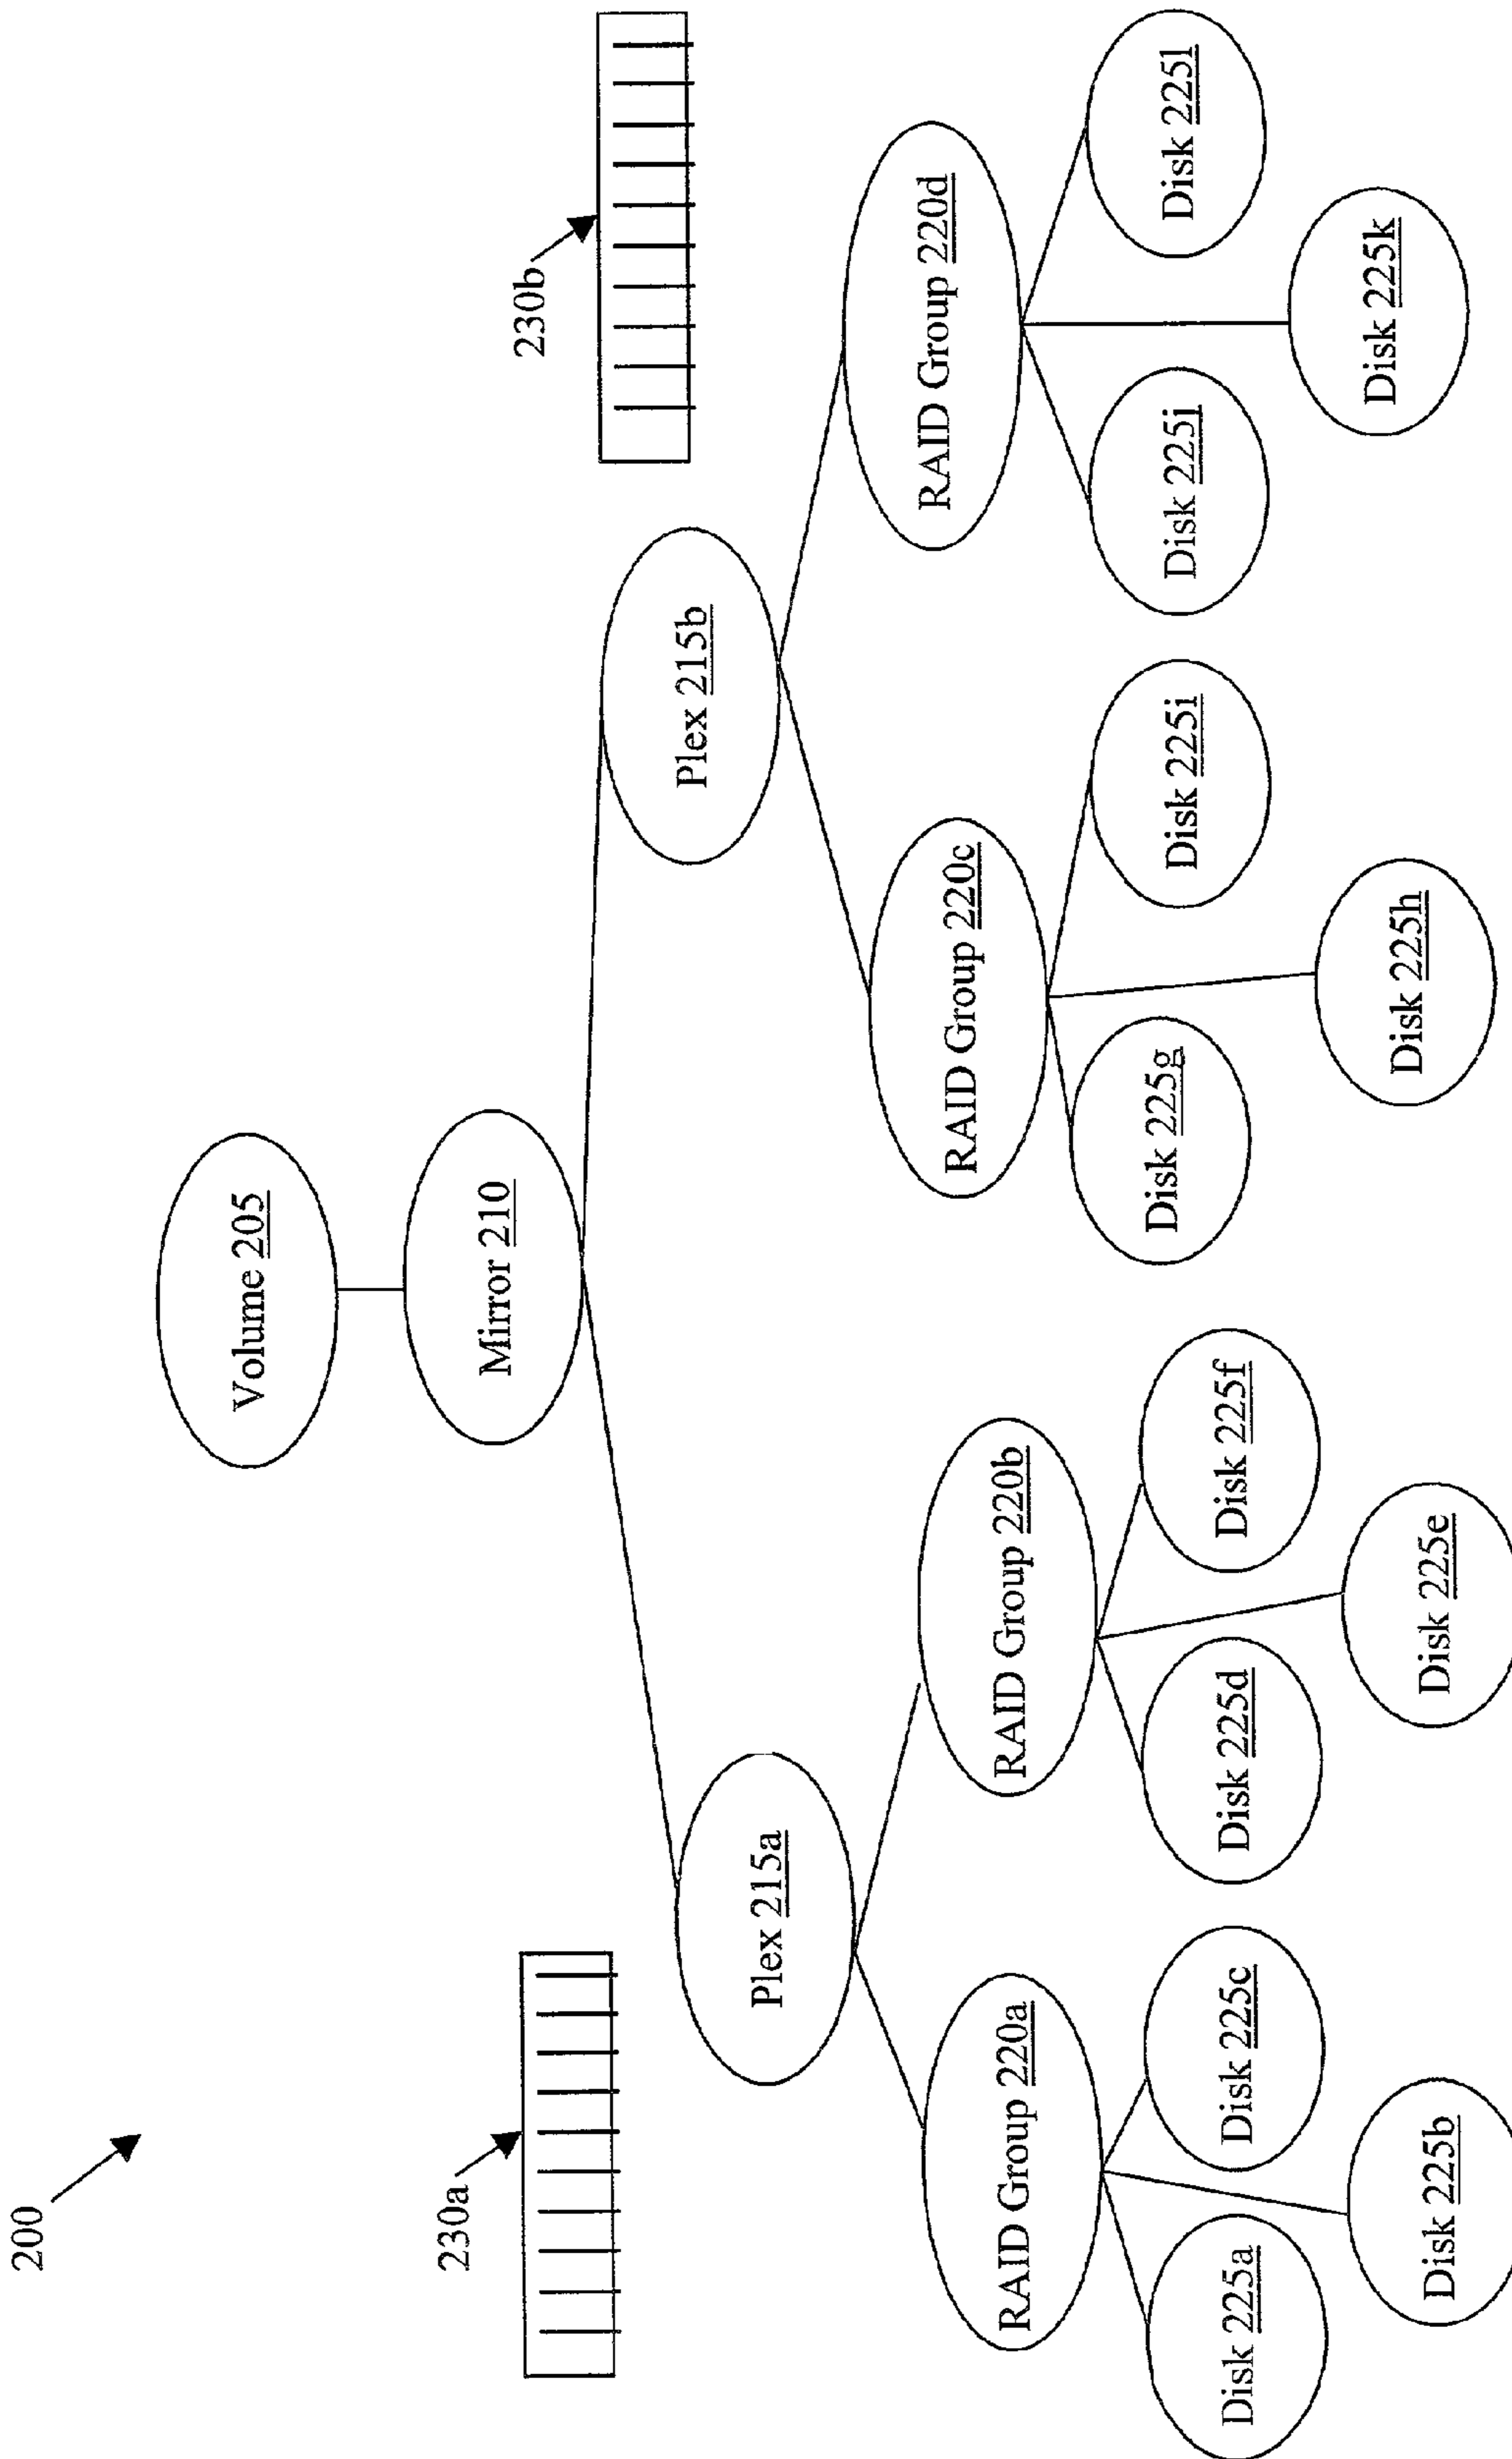 200
Volume 205
230a
Mirror 210
230b
Plex 215a
Plex 215b
RAID Group 220a
RAID Group 220b
RAID Group 220c
RAID Group 220d
Disk 225a
Disk 225c
Disk 225d
Disk 225f
Disk 225g
Disk 225i
Disk 225j
Disk 225l
Disk 225b
Disk 225e
Disk 225h
Disk 225k